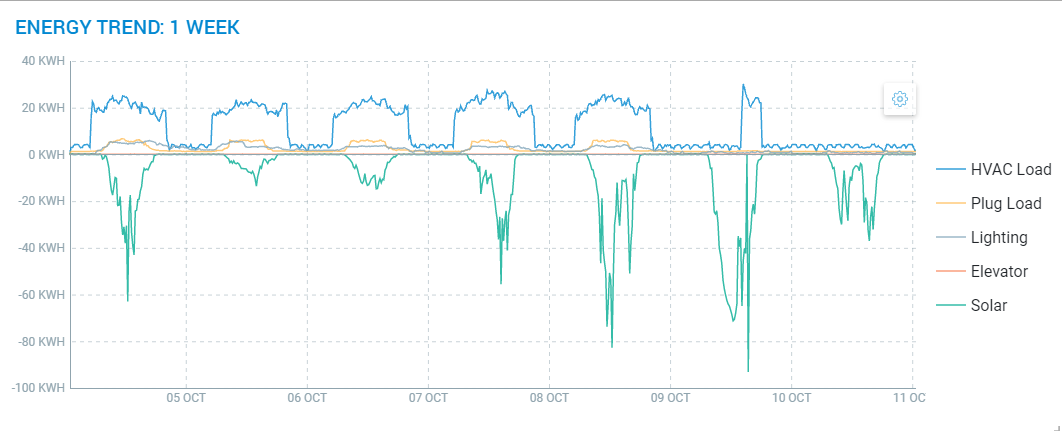 ENERGY TREND: 1 WEEK
40 KWH
20 KWH
0 KWH
-20 KWH
-40 KWH
-60 KWH
-80 KWH
-100 KWH
05 OCT
06 OCT
07 OCT
08 OCT
09 OCT
10 OCT
11 OC
HVAC Load
Plug Load
Lighting
Elevator
Solar